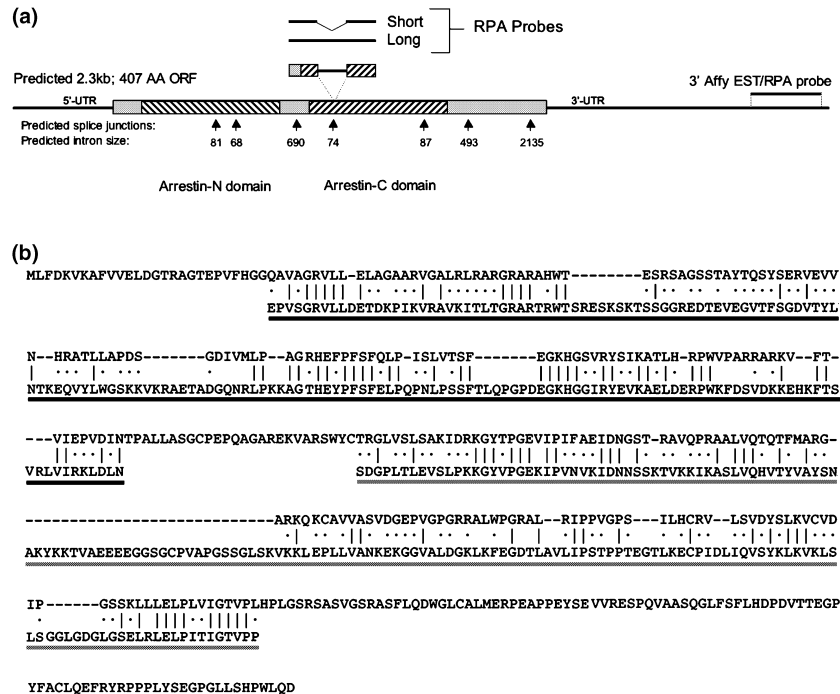 (a)
Short
Long
RPA Probes
Predicted 2.3kb; 407 AA ORF
3' Affy EST/RPA probe
5'-UTR
3'-UTR
Predicted splice junctions:
Predicted intron size:
81 68 690 74 87 493 2135
Arrestin-N domain
Arrestin-C domain
(b)
MLFDKVKAFVVELDGTRAGTEPVFHGGQAVAGRVLL-ELAGAARVGALRLRARGRARAHWT--------ESRSAGSSTAYTQSYSERVEVV
EPVSGRVLLDETDKPIKVRAVKITLTGRARTRWTSRESKSKTSSGGREDTEVEGVTFSGDVTYL
N--HRATLLAPDS-------GDIVMLP--AGRHEFPFSFQLP-ISLVTSF-------EGKHGSVRYSIKATLH-RPWVPARRARKV--FT-
NTKEQVYLWGSKKVKRAETADGQNRLPKKAGTHEYPFSFELPQPNLPSSFTLQPGPDEGKHGGIRYEVKAELDERPWKFDSVDKKEHKFTS
---VIEPVDINTPALLASGCPEPQAGAREKVARSWYCTRGLVSLSAKIDRKGYTPGEVIPIFAEIDNGST-RAVQPRAALVQTQTFMARG-
VRLVIRKLDLN
SDGPLTLEVSLPKKGYVPGEKIPVNVKIDNNSSKTVKKIKASLVQHVTYVAYSN
----------------------------ARKQKCAVVASVDGEPVGPGRRALWPGRAL--RIPPVGPS---ILHCRV--LSVDYSLKVCVD
AKYKKTVAEEEEGGSGCPVAPGSSGLSKVKKLEPLLVANKEKGGVALDGKLKFEGDTLAVLIPSTPPTEGTLKECPIDLIQVSYKLKVKLS
IP------GSSKLLLELPLVIGTVPLHPLGSRSASVGSRASFLQDWGLCALMERPEAPPEYSEVVRESPQVAASQGLFSFLHDPDVTTEGP
LSGGLGDGLGSELRLELPITIGTVPP
YFACLQEFRYRPPPLYSEGPGLLSHPWLQD